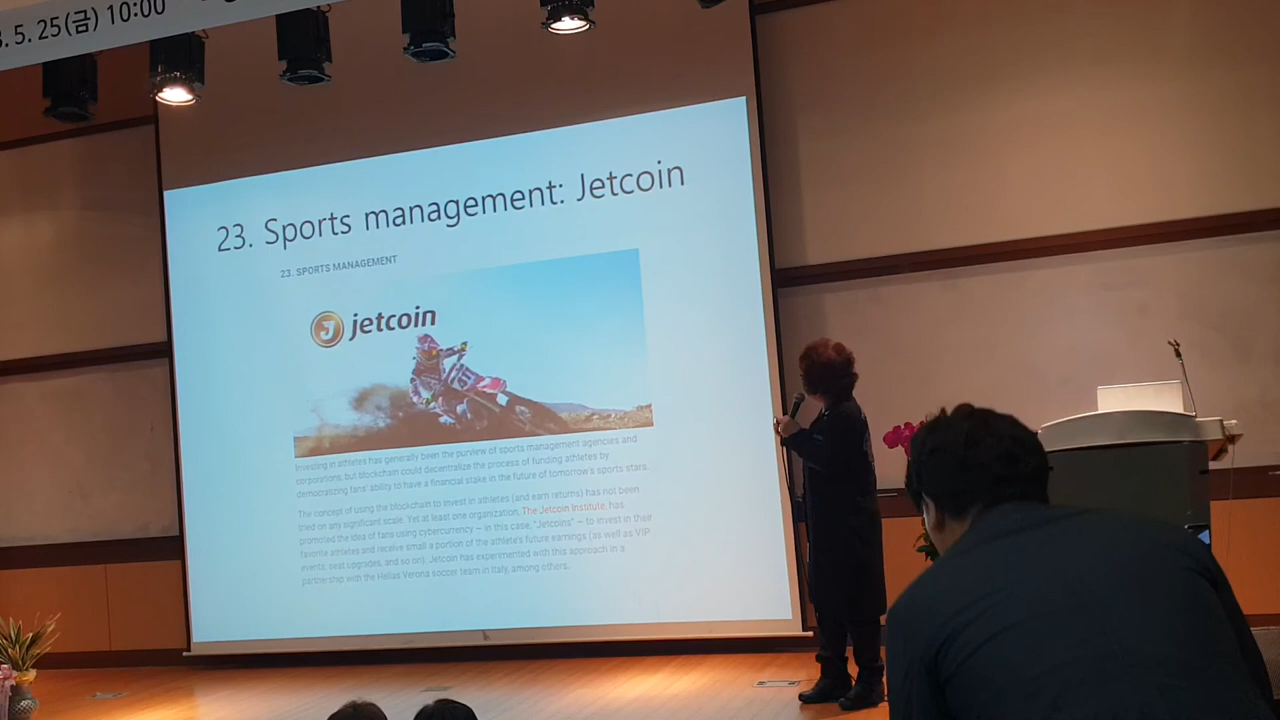 8. 5. 25(금) 10:00
23. Sports management: Jetcoin
23. SPORTS MANAGEMENT
jetcoin
Investing in athletes has generally been the purview of sports management agencies and
corporations, but blockchain could decentralize the process of funding athletes by
democratizing fans' ability to have a financial stake in the future of tomorrow's sports stars.
The concept of using the blockchain to invest in athletes (and earn returns) has not been
tried on any significant scale. Yet at least one organization, The Jetcoin Institute, has
promoted the idea of fans using cybercurrency — in this case, "Jetcoins" — to invest in their
favorite athletes and receive small a portion of the athlete's future earnings (as well as VIP
events, seat upgrades, and so on). Jetcoin has experimented with this approach in a
partnership with the Hellas Verona soccer team in Italy, among others.